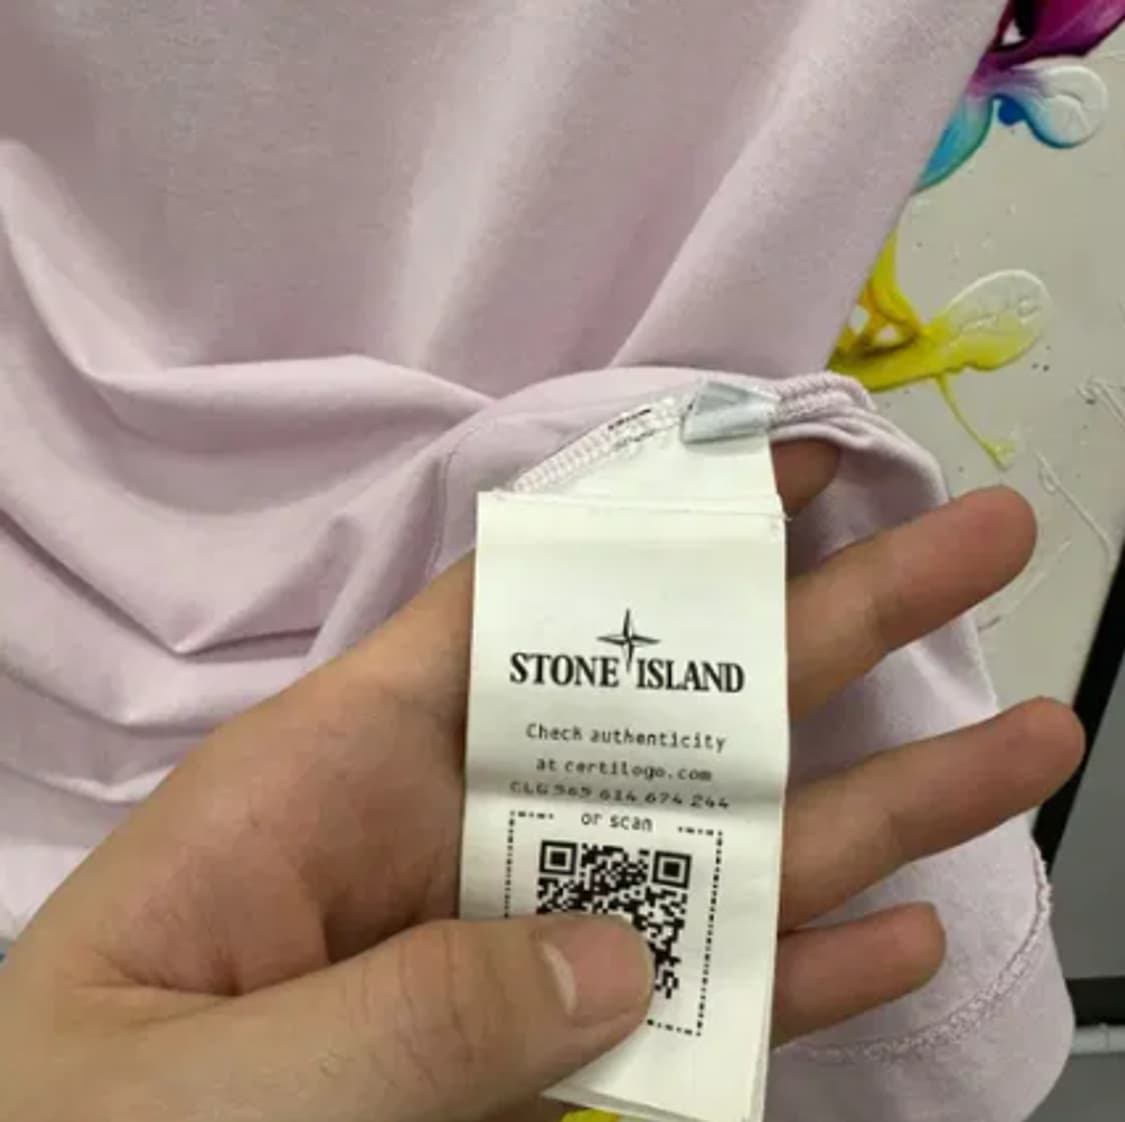 STONE ISLAND
Check authenticity
at certilogo.com
CLG 565 614 674 244
or scan